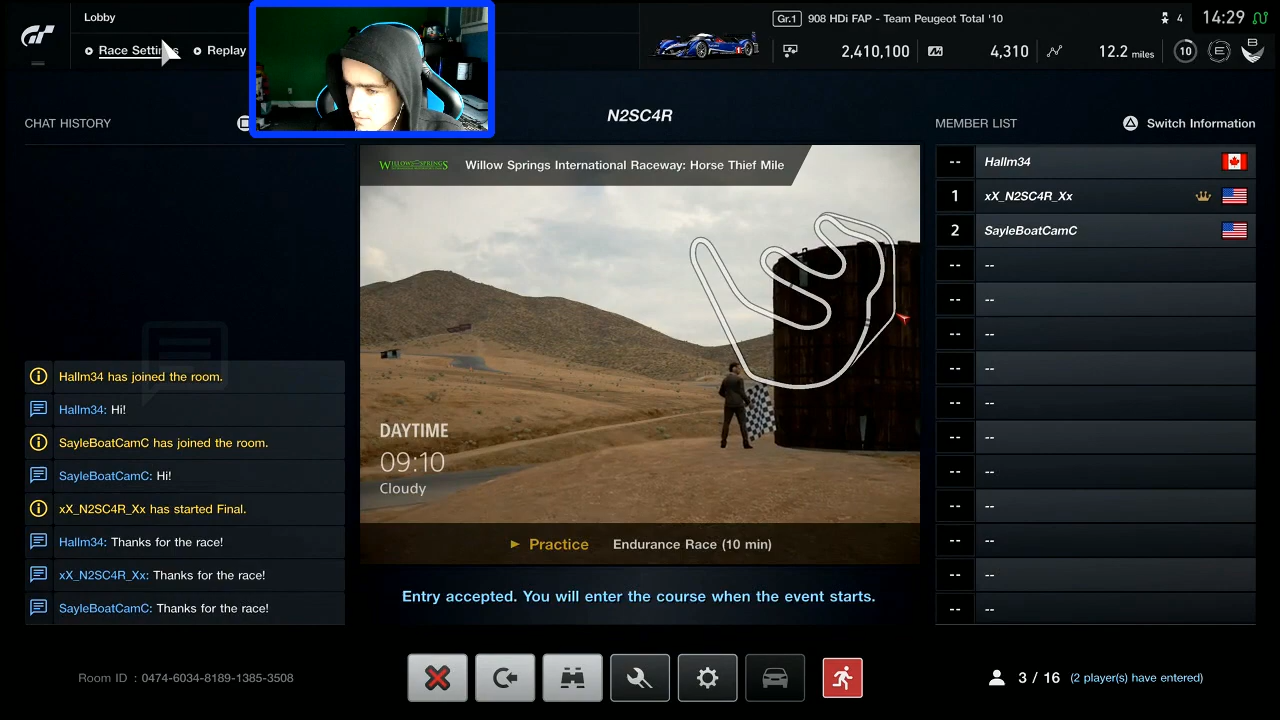 Lobby
Race Settin
Replay
Gr.1 908 HDi FAP - Team Peugeot Total '10
4
14:29
2,410,100
4,310
12.2 miles
10
E
B
CHAT HISTORY
N2SC4R
MEMBER LIST
Switch Information
WILLOW SPRINGS
Willow Springs International Raceway: Horse Thief Mile
-- Hallm34
1 xX_N2SC4R_Xx
2 SayleBoatCamC
-- --
-- --
-- --
-- --
-- --
-- --
-- --
-- --
-- --
-- --
-- --
Hallm34 has joined the room.
Hallm34: Hi!
SayleBoatCamC has joined the room.
SayleBoatCamC: Hi!
xX_N2SC4R_Xx has started Final.
Hallm34: Thanks for the race!
xX_N2SC4R_Xx: Thanks for the race!
SayleBoatCamC: Thanks for the race!
DAYTIME
09:10
Cloudy
Practice Endurance Race (10 min)
Entry accepted. You will enter the course when the event starts.
Room ID : 0474-6034-8189-1385-3508
3 / 16 (2 player(s) have entered)